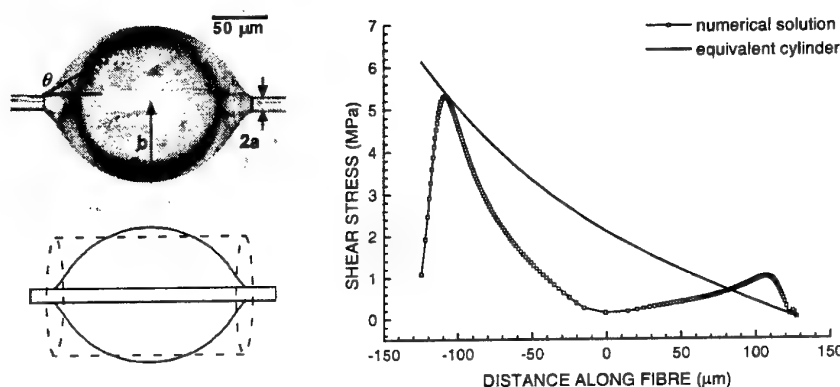 50 μm
θ
b
2a
numerical solution
equivalent cylinder
SHEAR STRESS (MPa)
7
6
5
4
3
2
1
0
-150 -100 -50 0 50 100 150
DISTANCE ALONG FIBRE (μm)